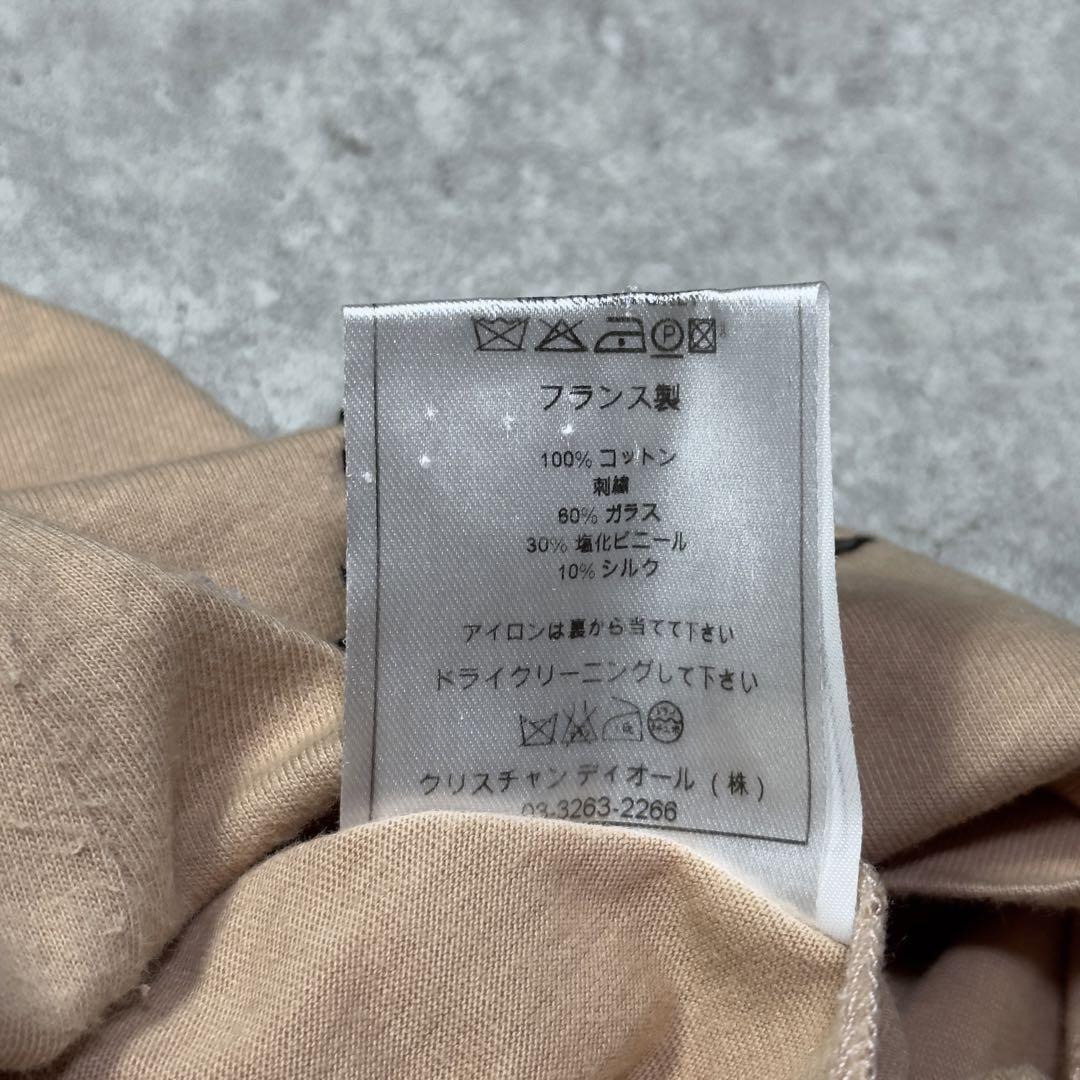 P
フランス製
100% コットン
刺繍
60% ガラス
30% 塩化ビニール
10% シルク
アイロンは裏から当てて下さい
ドライクリーニングして下さい
クリスチャン ディオール (株)
03-3263-2266